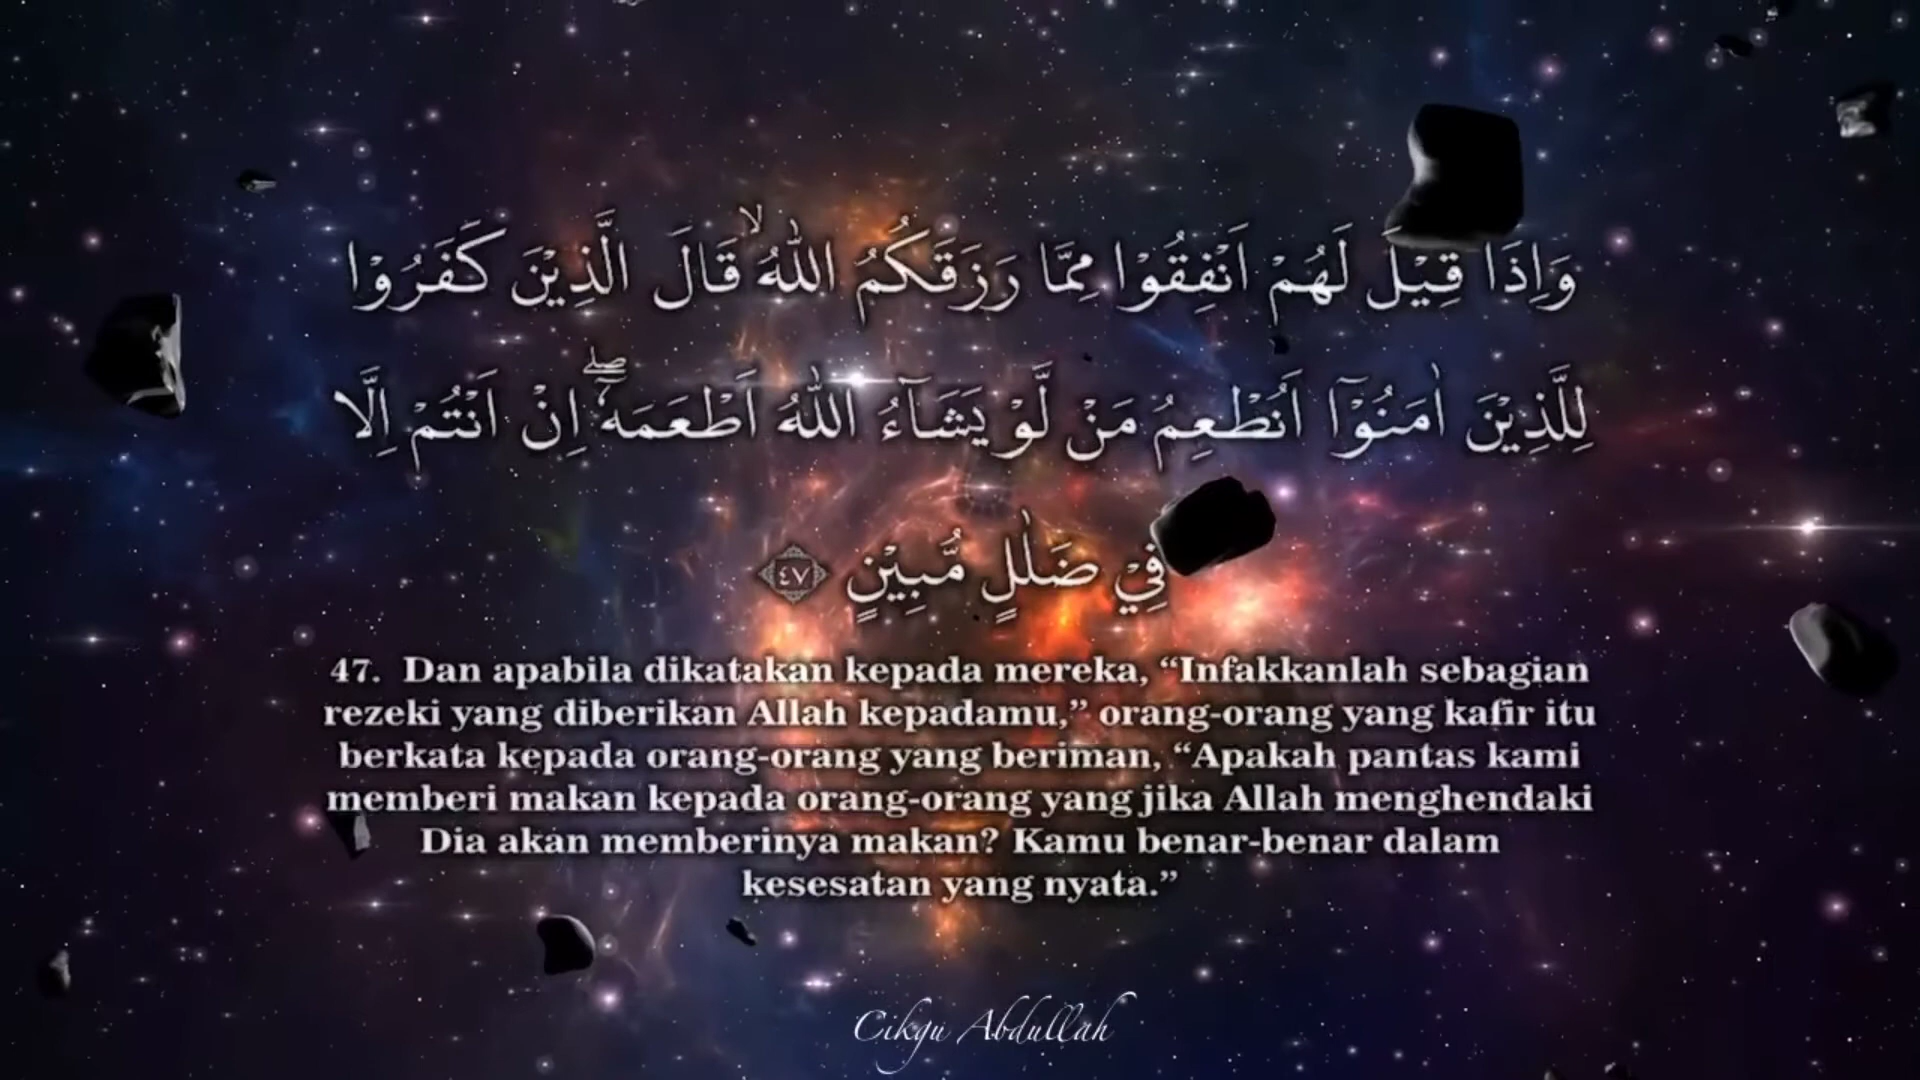 وَاِذَا قِيْلَ لَهُمْ اَنْفِقُوْا مِمَّا رَزَقَكُمُ اللّٰهُ ۙقَالَ الَّذِيْنَ كَفَرُوْا
لِلَّذِيْنَ اٰمَنُوْٓا اَنُطْعِمُ مَنْ لَّوْ يَشَاۤءُ اللّٰهُ اَطْعَمَهٗٓ ۖاِنْ اَنْتُمْ اِلَّا
فِيْ ضَلٰلٍ مُّبِيْنٍ ٤٧
47. Dan apabila dikatakan kepada mereka, “Infakkanlah sebagian
rezeki yang diberikan Allah kepadamu,” orang-orang yang kafir itu
berkata kepada orang-orang yang beriman, “Apakah pantas kami
memberi makan kepada orang-orang yang jika Allah menghendaki
Dia akan memberinya makan? Kamu benar-benar dalam
kesesatan yang nyata.”
Cikgu Abdullah